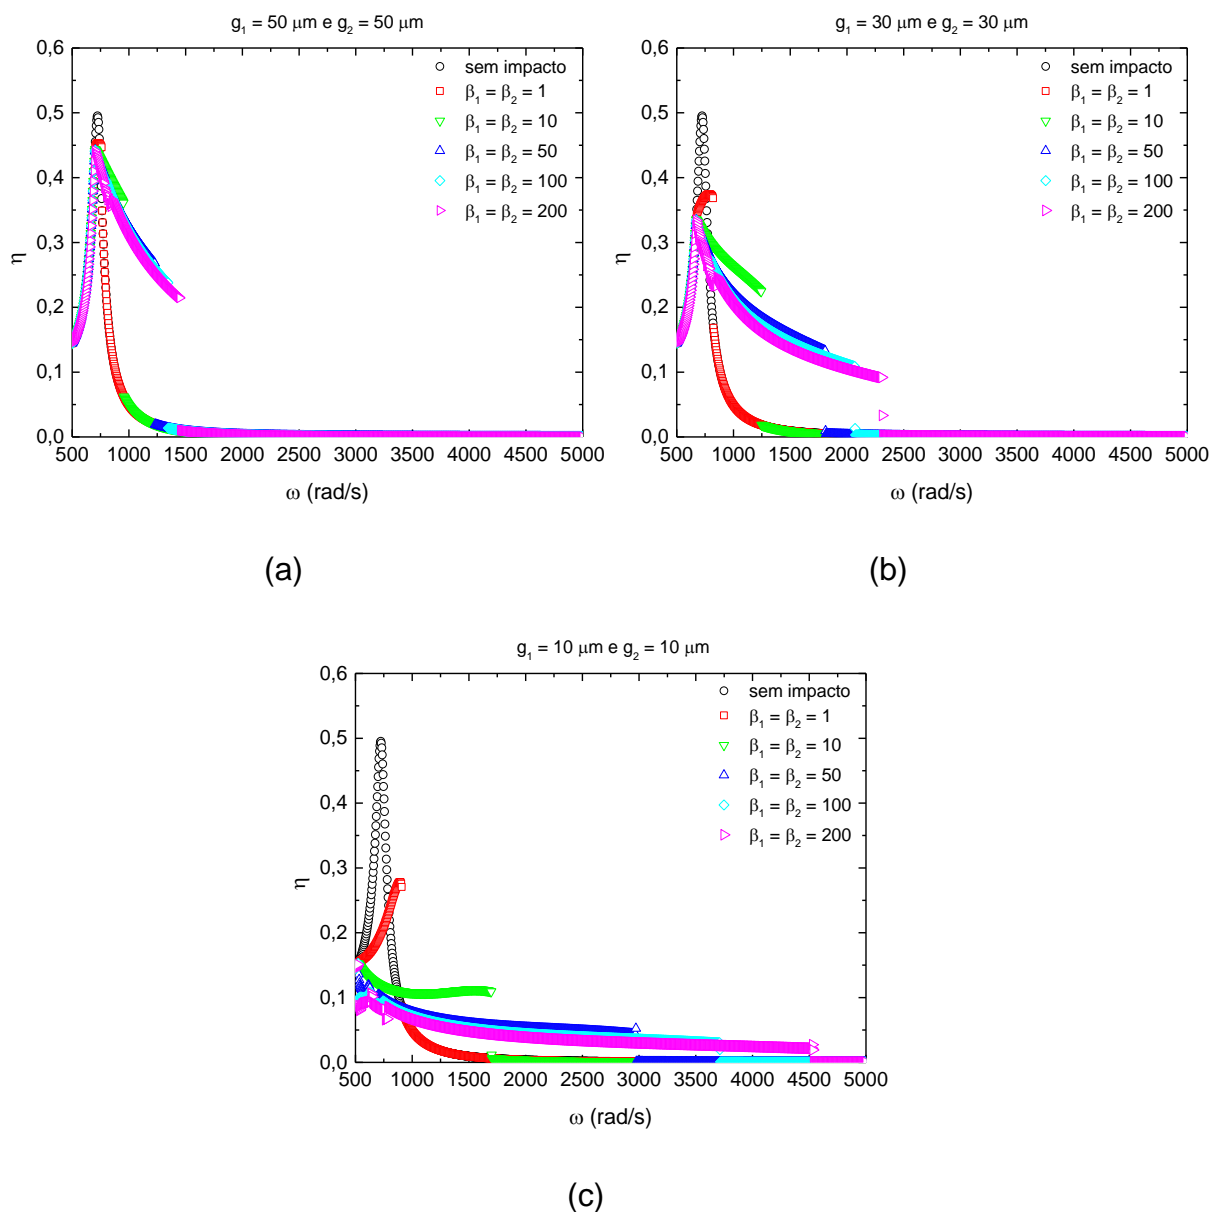 g₁ = 50 μm e g₂ = 50 μm
0,6
0,5
0,4
0,3
0,2
0,1
0,0
η
sem impacto
β₁ = β₂ = 1
β₁ = β₂ = 10
β₁ = β₂ = 50
β₁ = β₂ = 100
β₁ = β₂ = 200
500 1000 1500 2000 2500 3000 3500 4000 4500 5000
ω (rad/s)
(a)
g₁ = 30 μm e g₂ = 30 μm
0,6
0,5
0,4
0,3
0,2
0,1
0,0
η
sem impacto
β₁ = β₂ = 1
β₁ = β₂ = 10
β₁ = β₂ = 50
β₁ = β₂ = 100
β₁ = β₂ = 200
500 1000 1500 2000 2500 3000 3500 4000 4500 5000
ω (rad/s)
(b)
g₁ = 10 μm e g₂ = 10 μm
0,6
0,5
0,4
0,3
0,2
0,1
0,0
η
sem impacto
β₁ = β₂ = 1
β₁ = β₂ = 10
β₁ = β₂ = 50
β₁ = β₂ = 100
β₁ = β₂ = 200
500 1000 1500 2000 2500 3000 3500 4000 4500 5000
ω (rad/s)
(c)